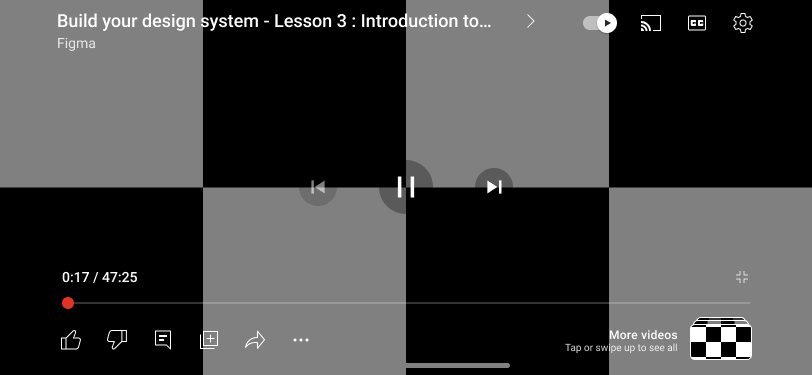 Build your design system - Lesson 3 : Introduction to...
Figma
CC
0:17 / 47:25
More videos
Tap or swipe up to see all